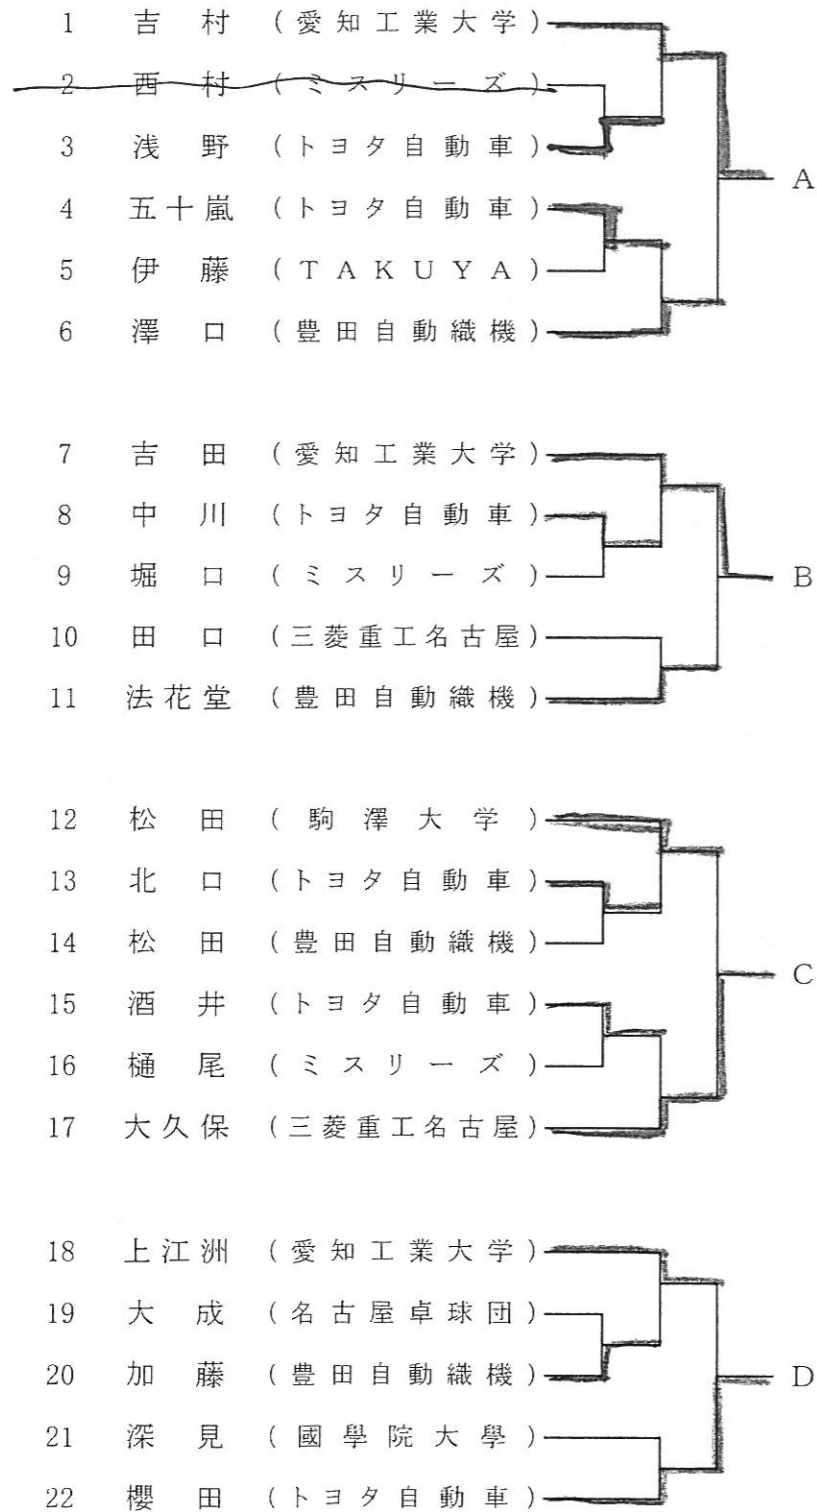 1 吉村 (愛知工業大学)
2 西村 (ミスリーズ)
3 浅野 (トヨタ自動車)
A
4 五十嵐 (トヨタ自動車)
5 伊藤 (TAKUYA)
6 澤口 (豊田自動織機)
7 吉田 (愛知工業大学)
8 中川 (トヨタ自動車)
9 堀口 (ミスリーズ)
B
10 田口 (三菱重工名古屋)
11 法花堂 (豊田自動織機)
12 松田 (駒澤大学)
13 北口 (トヨタ自動車)
14 松田 (豊田自動織機)
C
15 酒井 (トヨタ自動車)
16 樋尾 (ミスリーズ)
17 大久保 (三菱重工名古屋)
18 上江洲 (愛知工業大学)
19 大成 (名古屋卓球団)
20 加藤 (豊田自動織機)
D
21 深見 (國學院大學)
22 櫻田 (トヨタ自動車)